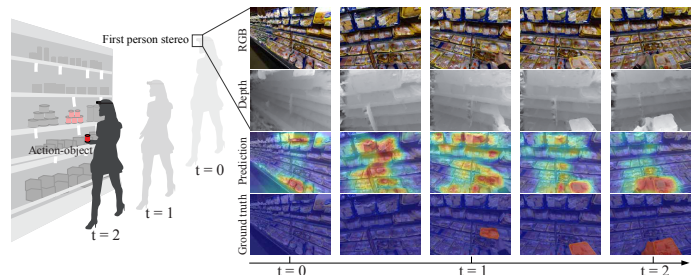 First person stereo
Action-object
t = 0
t = 1
t = 2
RGB
Depth
Prediction
Ground truth
t = 0
t = 1
t = 2